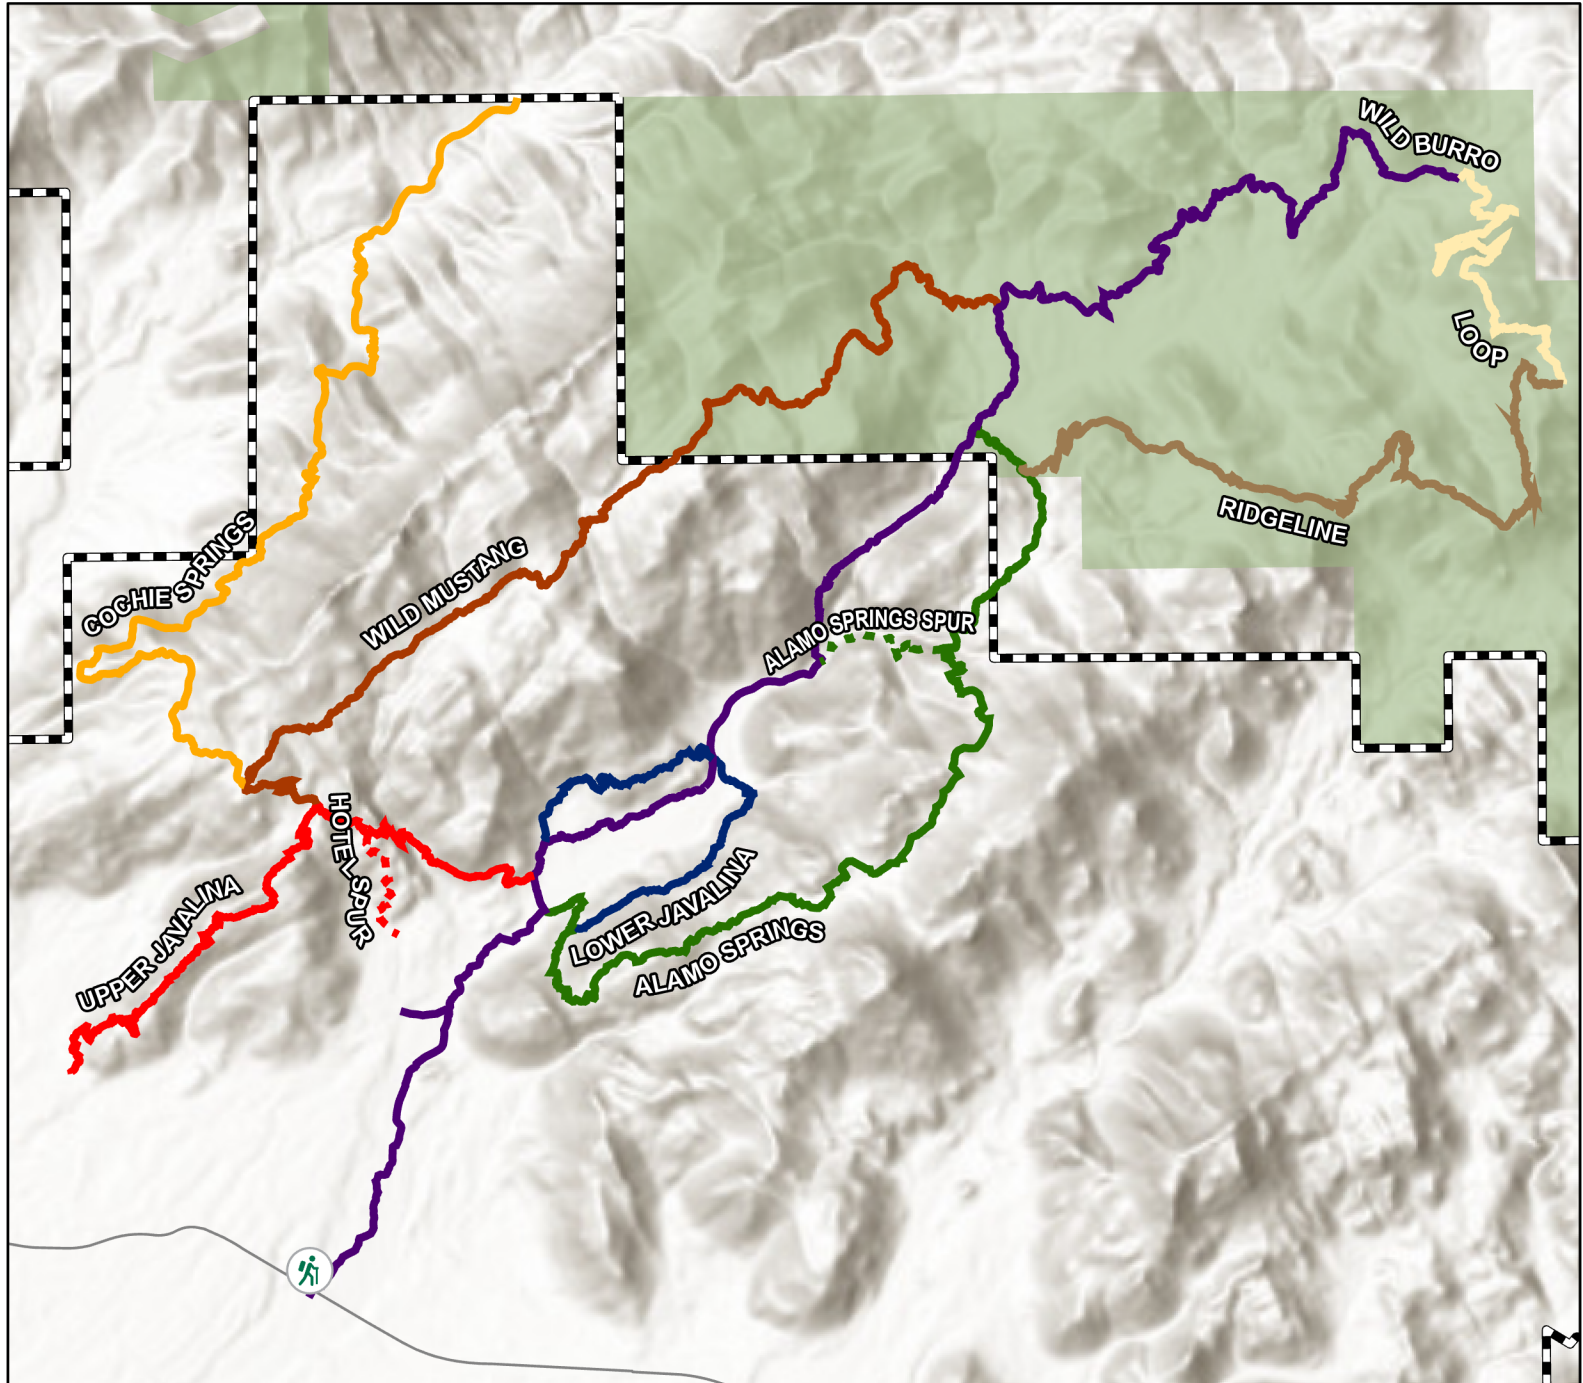 WILD BURRO
LOOP
RIDGELINE
COCHIE SPRINGS
WILD MUSTANG
ALAMO SPRINGS SPUR
HOTEL SPUR
UPPER JAVALINA
LOWER JAVALINA
ALAMO SPRINGS